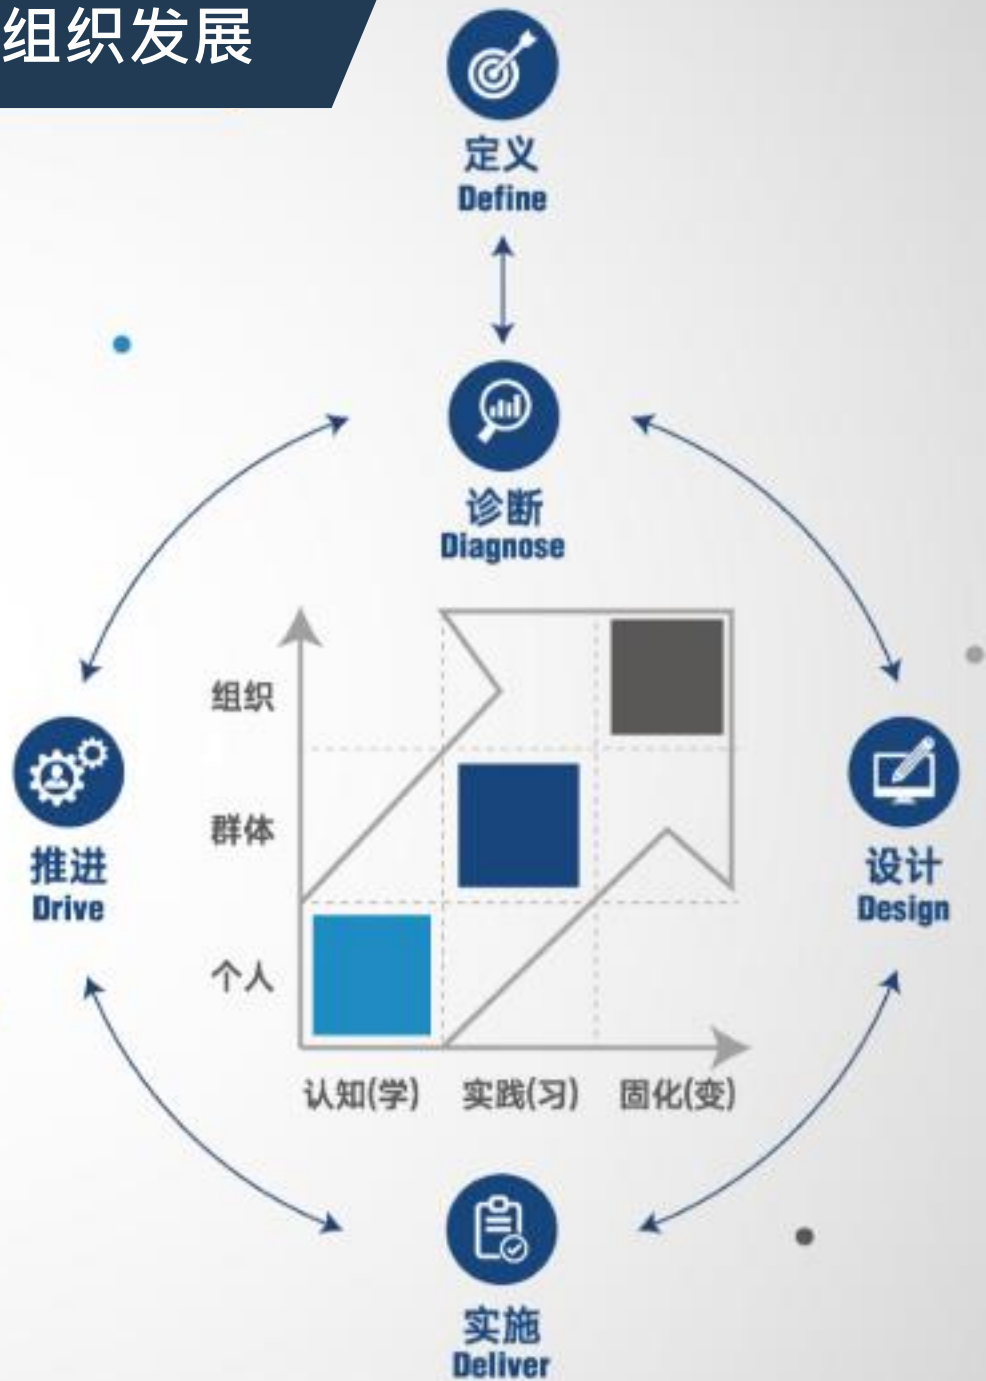 组织发展
定义
Define
诊断
Diagnose
组织
群体
个人
认知(学) 实践(习) 固化(变)
推进
Drive
设计
Design
实施
Deliver